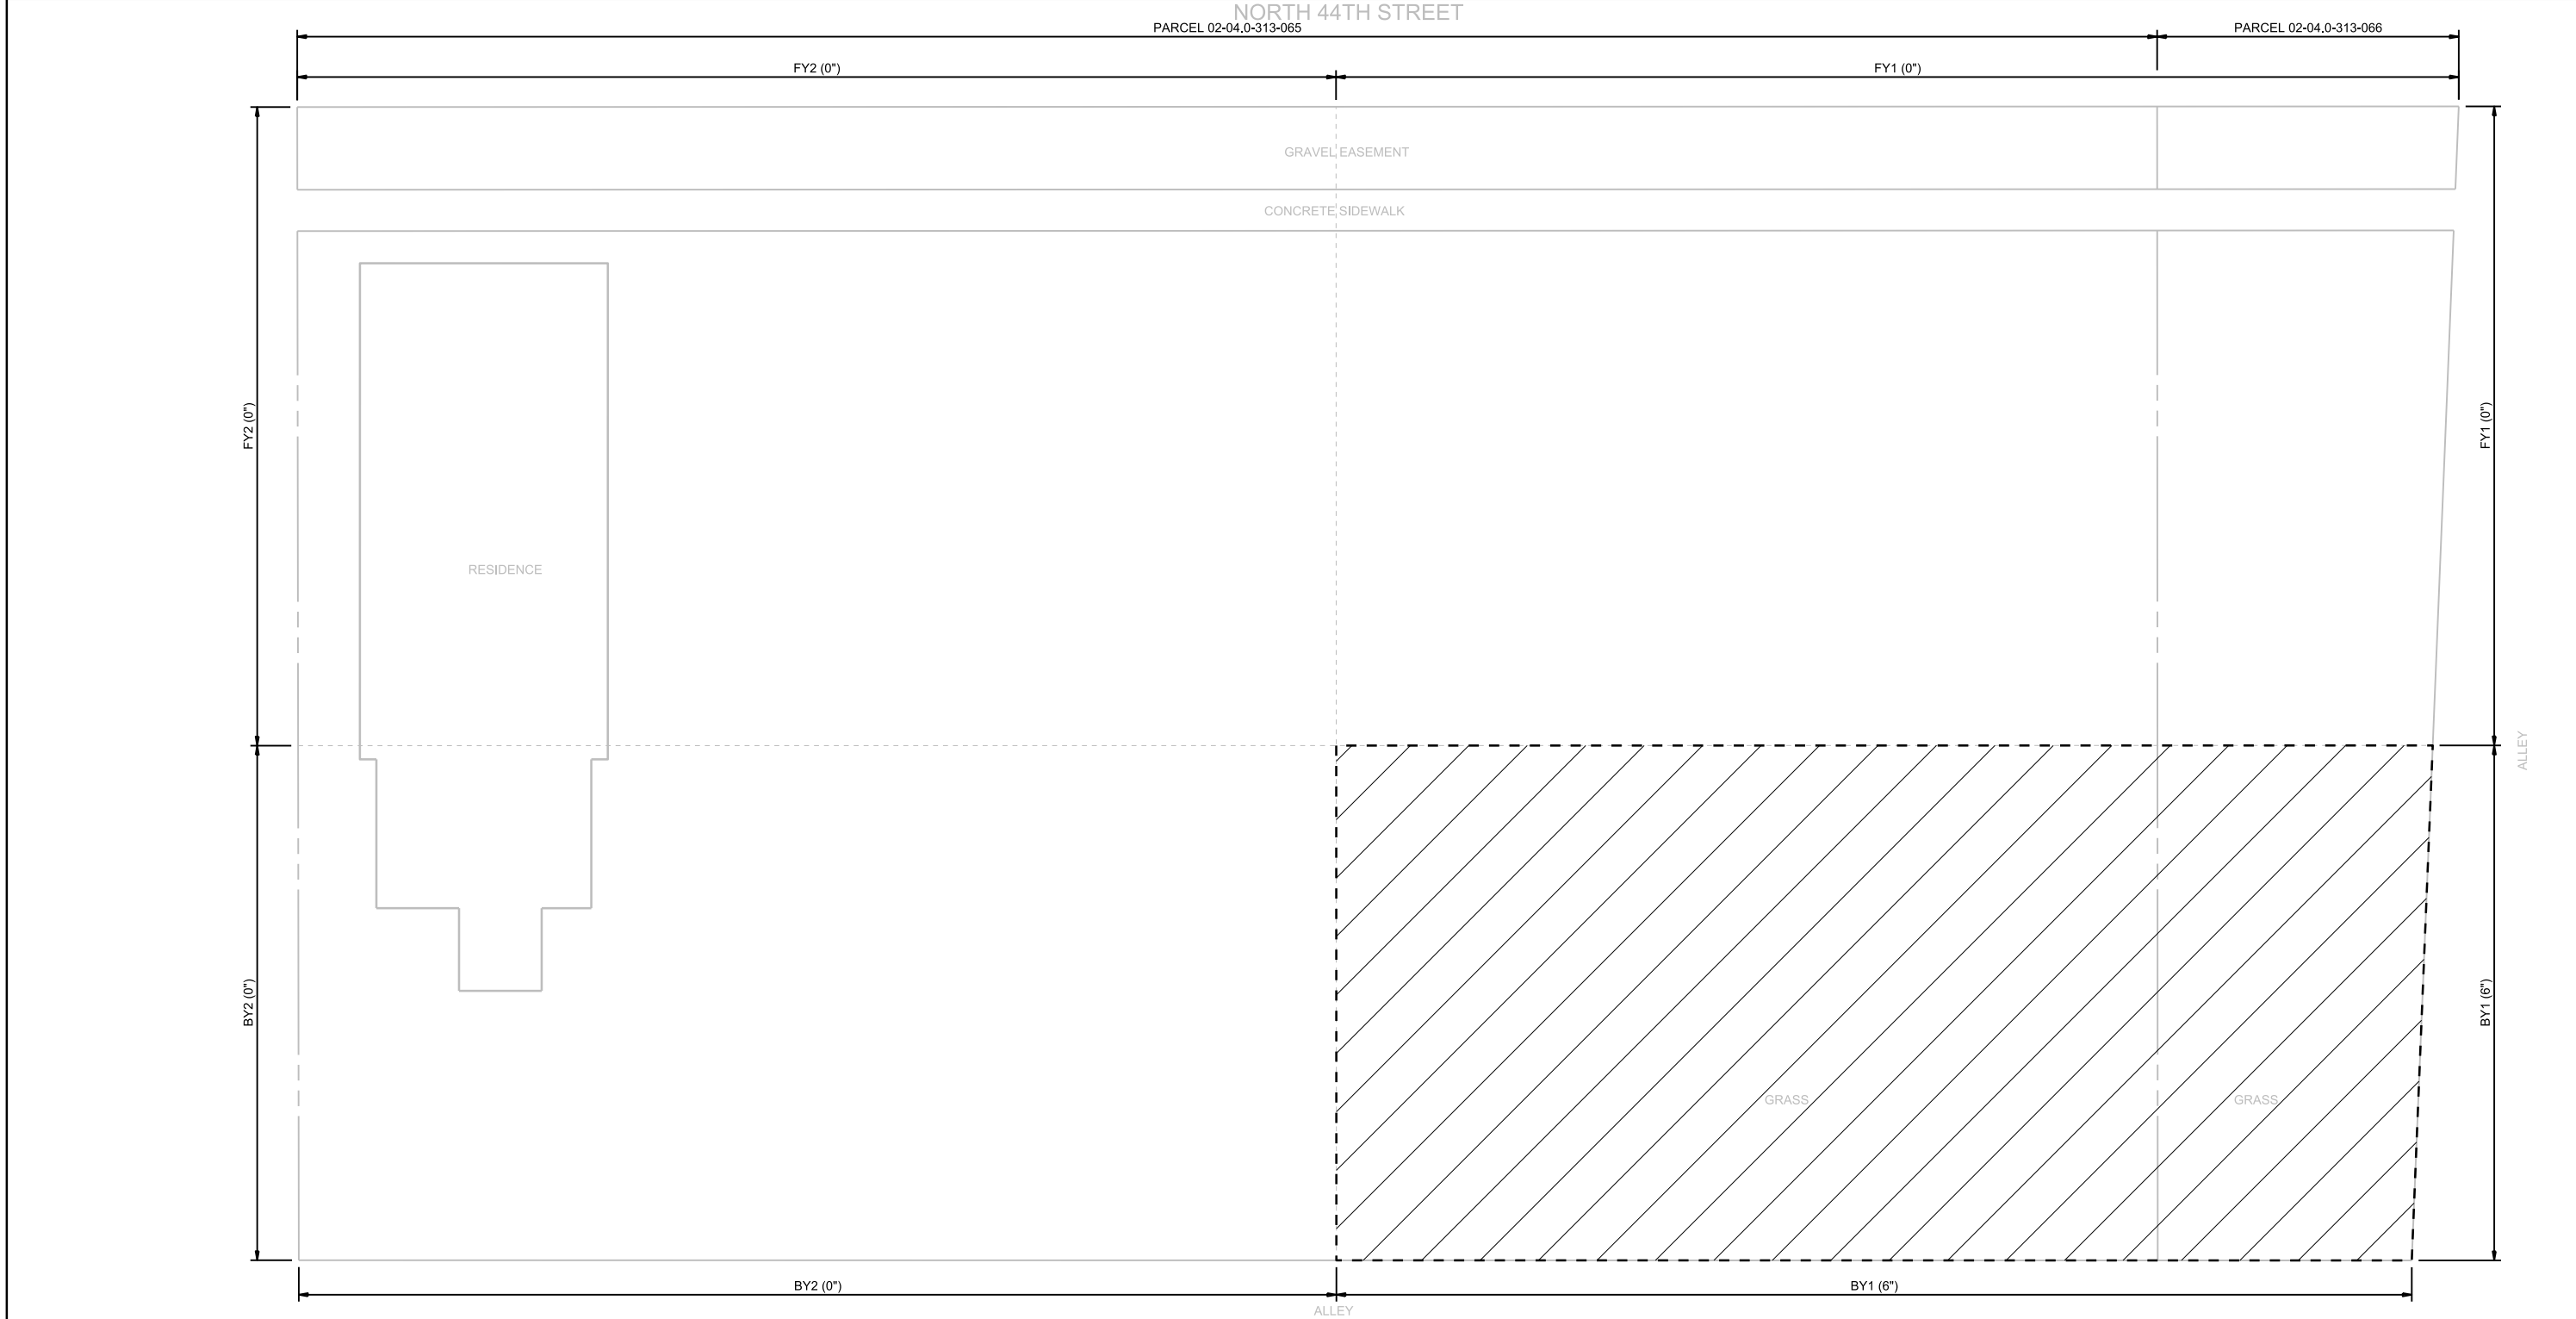 NORTH 44TH STREET
PARCEL 02-04.0-313-065
PARCEL 02-04.0-313-066
FY2 (0")
FY1 (0")
GRAVEL EASEMENT
CONCRETE SIDEWALK
FY2 (0")
FY1 (0")
RESIDENCE
ALLEY
BY2 (0")
BY1 (6")
GRASS
GRASS
BY2 (0")
BY1 (6")
ALLEY